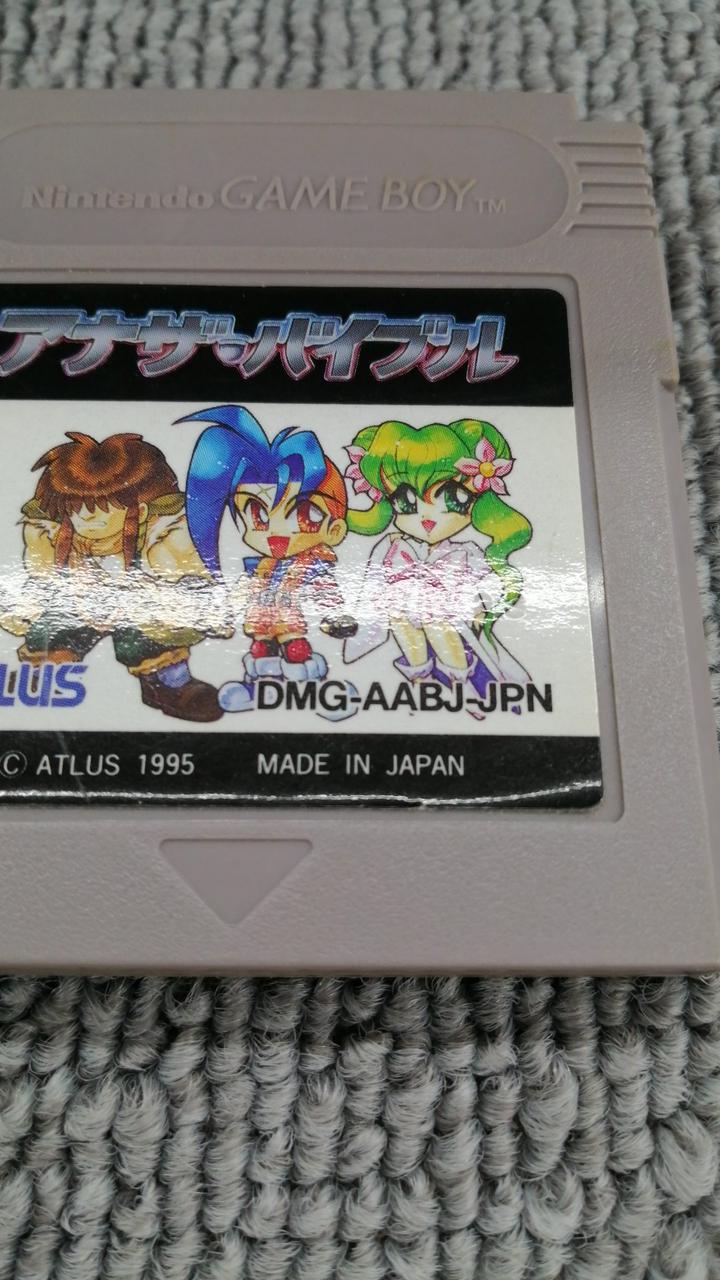 Nintendo GAME BOY™
アナザ・バイブル
LUS
DMG-AABJ-JPN
© ATLUS 1995 MADE IN JAPAN